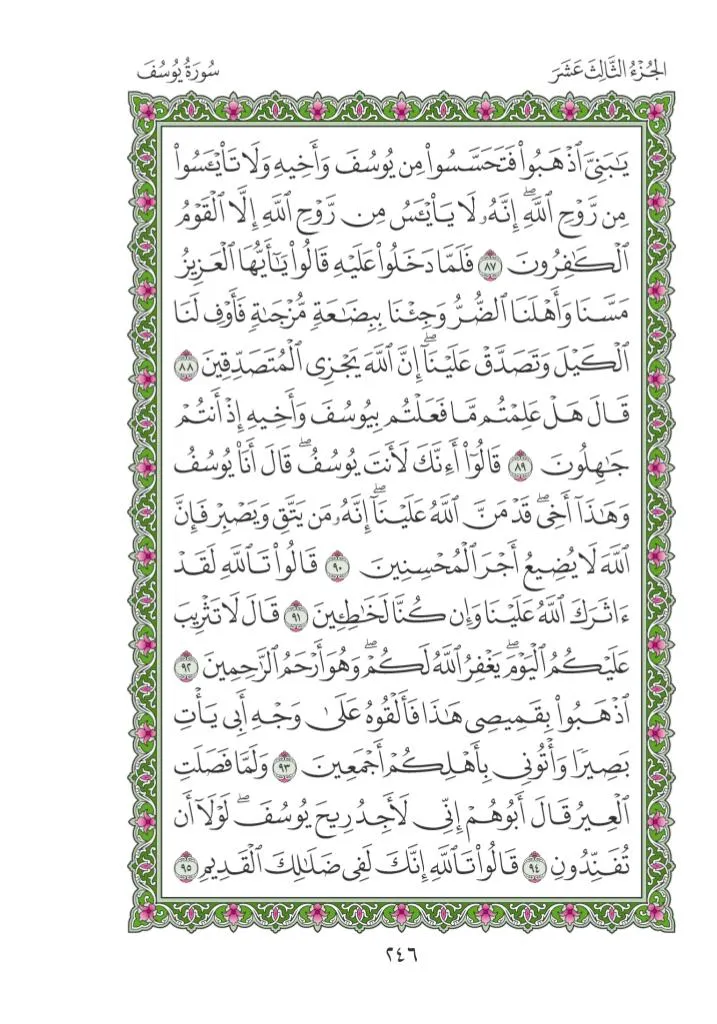 الجُزْءُ الثَّالِثَ عَشَرَ
سُورَةُ يُوسُفَ
يَٰبَنِيَّ ٱذْهَبُوا۟ فَتَحَسَّسُوا۟ مِن يُوسُفَ وَأَخِيهِ وَلَا تَا۟يْـَٔسُوا۟
مِن رَّوْحِ ٱللَّهِ ۖ إِنَّهُۥ لَا يَا۟يْـَٔسُ مِن رَّوْحِ ٱللَّهِ إِلَّا ٱلْقَوْمُ
ٱلْكَٰفِرُونَ ٨٧ فَلَمَّا دَخَلُوا۟ عَلَيْهِ قَالُوا۟ يَٰٓأَيُّهَا ٱلْعَزِيزُ
مَسَّنَا وَأَهْلَنَا ٱلضُّرُّ وَجِئْنَا بِبِضَٰعَةٍ مُّزْجَىٰةٍ فَأَوْفِ لَنَا
ٱلْكَيْلَ وَتَصَدَّقْ عَلَيْنَآ ۖ إِنَّ ٱللَّهَ يَجْزِى ٱلْمُتَصَدِّقِينَ ٨٨
قَالَ هَلْ عَلِمْتُم مَّا فَعَلْتُم بِيُوسُفَ وَأَخِيهِ إِذْ أَنتُمْ
جَٰهِلُونَ ٨٩ قَالُوٓا۟ أَءِنَّكَ لَأَنتَ يُوسُفُ ۖ قَالَ أَنَا۠ يُوسُفُ
وَهَٰذَآ أَخِى ۖ قَدْ مَنَّ ٱللَّهُ عَلَيْنَآ ۖ إِنَّهُۥ مَن يَتَّقِ وَيَصْبِرْ فَإِنَّ
ٱللَّهَ لَا يُضِيعُ أَجْرَ ٱلْمُحْسِنِينَ ٩٠ قَالُوا۟ تَٱللَّهِ لَقَدْ
ءَاثَرَكَ ٱللَّهُ عَلَيْنَا وَإِن كُنَّا لَخَٰطِـِٔينَ ٩١ قَالَ لَا تَثْرِيبَ
عَلَيْكُمُ ٱلْيَوْمَ ۖ يَغْفِرُ ٱللَّهُ لَكُمْ ۖ وَهُوَ أَرْحَمُ ٱلرَّٰحِمِينَ ٩٢
ٱذْهَبُوا۟ بِقَمِيصِى هَٰذَا فَأَلْقُوهُ عَلَىٰ وَجْهِ أَبِى يَأْتِ
بَصِيرًا وَأْتُونِى بِأَهْلِكُمْ أَجْمَعِينَ ٩٣ وَلَمَّا فَصَلَتِ
ٱلْعِيرُ قَالَ أَبُوهُمْ إِنِّى لَأَجِدُ رِيحَ يُوسُفَ ۖ لَوْلَآ أَن
تُفَنِّدُونِ ٩٤ قَالُوا۟ تَٱللَّهِ إِنَّكَ لَفِى ضَلَٰلِكَ ٱلْقَدِيمِ ٩٥
٢٤٦